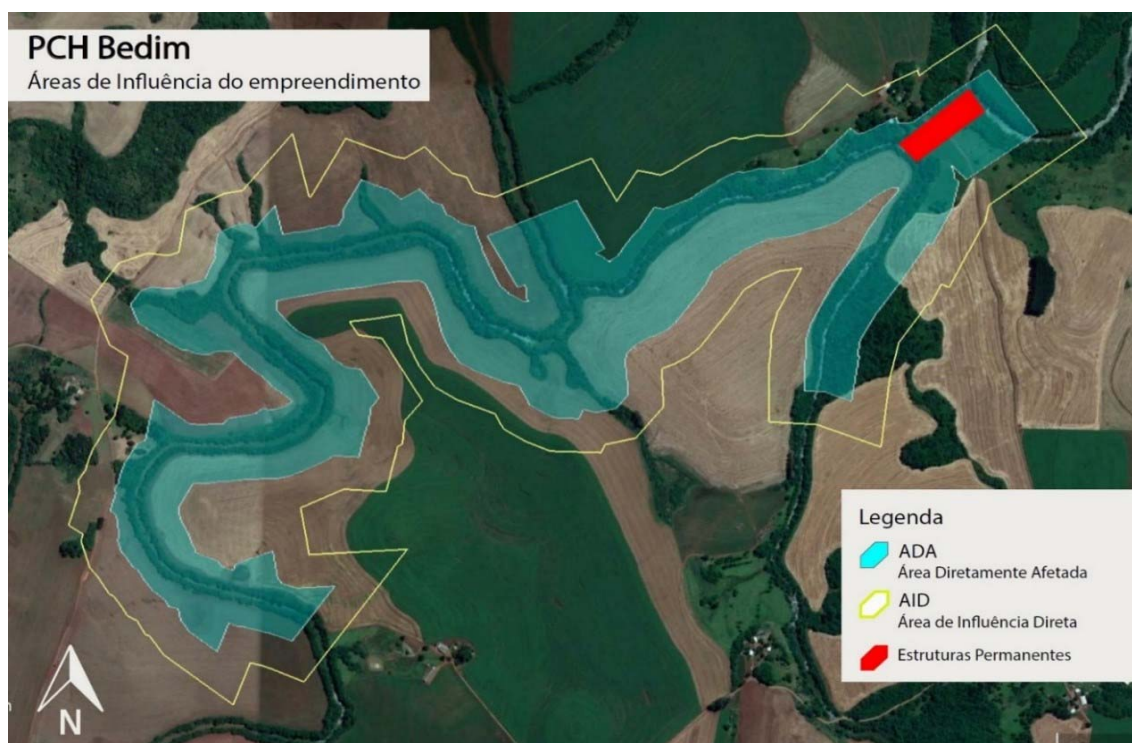 PCH Bedim
Áreas de Influência do empreendimento
Legenda
ADA
Área Diretamente Afetada
AID
Área de Influência Direta
Estruturas Permanentes
N